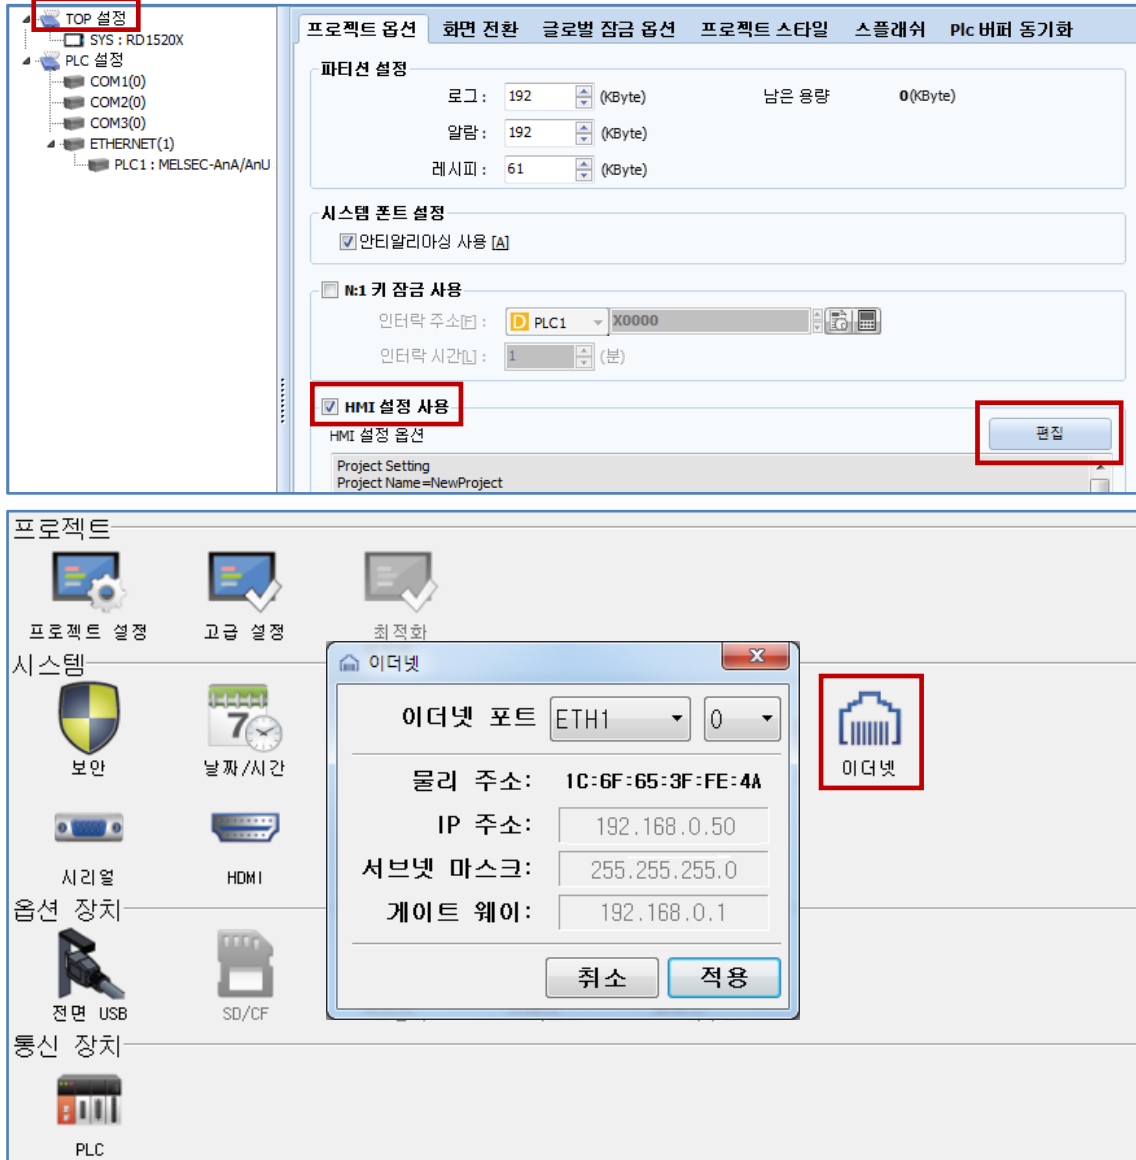 TOP 설정
SYS : RD1520X
PLC 설정
COM1(0)
COM2(0)
COM3(0)
ETHERNET(1)
PLC1 : MELSEC-AnA/AnU
프로젝트 옵션 화면 전환 글로벌 잠금 옵션 프로젝트 스타일 스플래쉬 Plc 버퍼 동기화
파티션 설정
로그 : 192 (KByte) 남은 용량 0(KByte)
알람 : 192 (KByte)
레시피 : 61 (KByte)
시스템 폰트 설정
안티알리아싱 사용 [A]
N:1 키 잠금 사용
인터락 주소[F] : D PLC1 X0000
인터락 시간[L] : 1 (분)
HMI 설정 사용
HMI 설정 옵션 편집
Project Setting
Project Name=NewProject
프로젝트
프로젝트 설정 고급 설정 최적화
시스템
보안 날짜/시간 이더넷
7
시리얼 HDMI
옵션 장치
전면 USB SD/CF
통신 장치
PLC
이더넷
이더넷 포트 ETH1 0
물리 주소: 1C:6F:65:3F:FE:4A
IP 주소: 192.168.0.50
서브넷 마스크: 255.255.255.0
게이트 웨이: 192.168.0.1
취소 적용